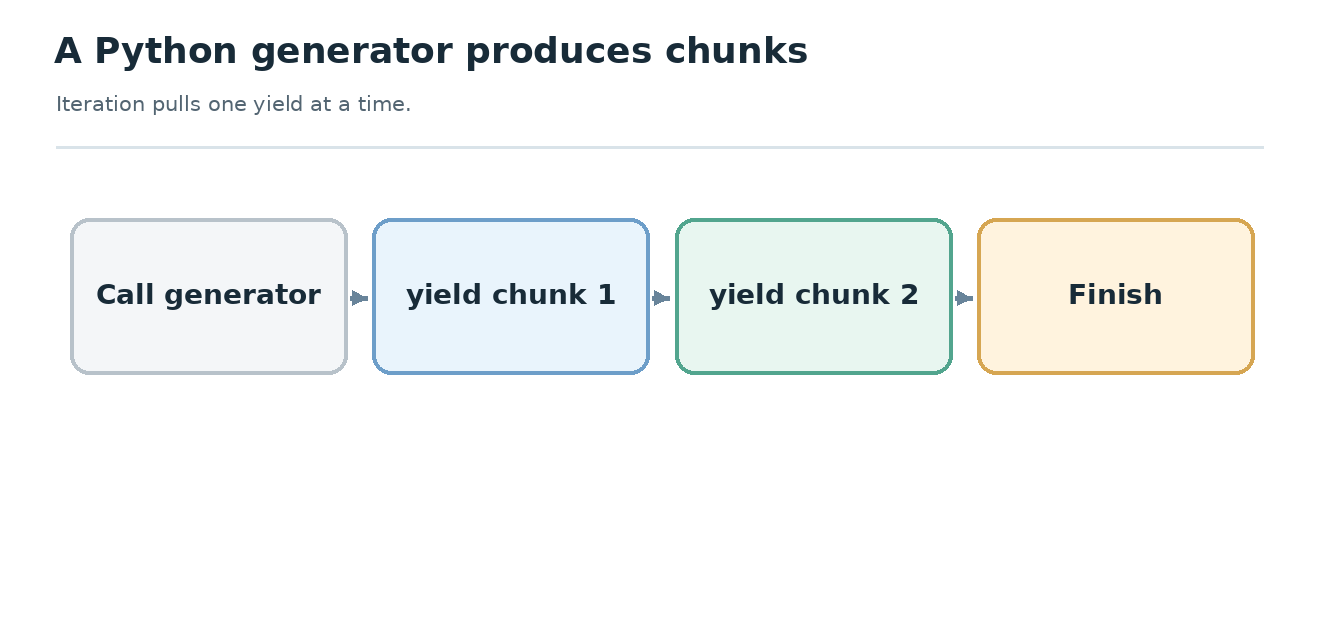 A Python generator produces chunks
Iteration pulls one yield at a time.
Call generator
yield chunk 1
yield chunk 2
Finish